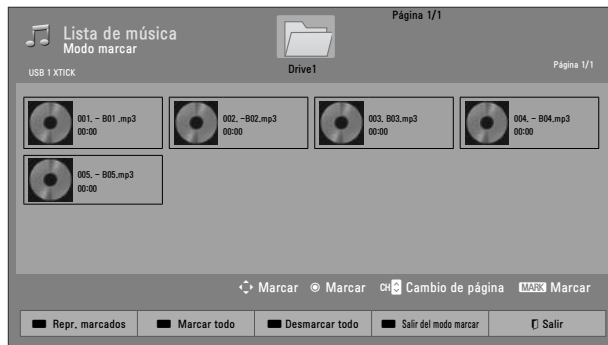 Página 1/1
Lista de música
Modo marcar
USB 1 XTICK
Drive1
Página 1/1
001. - B01 .mp3
00:00
002. -B02.mp3
00:00
003. B03.mp3
00:00
004. - B04.mp3
00:00
005. - B05.mp3
00:00
Marcar Marcar CH Cambio de página MARK Marcar
Repr. marcados Marcar todo Desmarcar todo Salir del modo marcar Salir